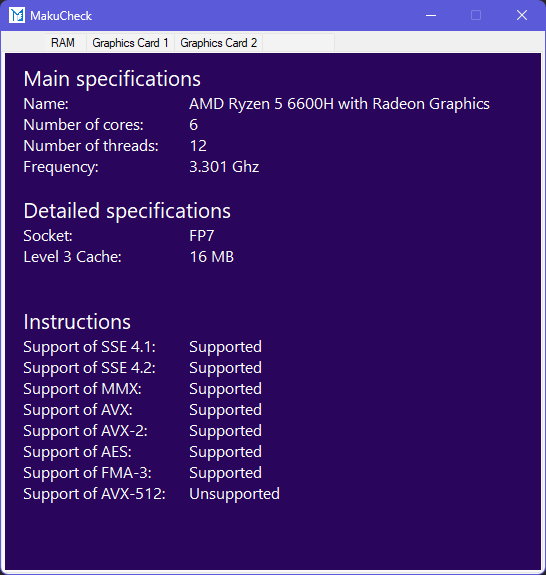 MakuCheck
RAM Graphics Card 1 Graphics Card 2
Main specifications
Name: AMD Ryzen 5 6600H with Radeon Graphics
Number of cores: 6
Number of threads: 12
Frequency: 3.301 Ghz
Detailed specifications
Socket: FP7
Level 3 Cache: 16 MB
Instructions
Support of SSE 4.1: Supported
Support of SSE 4.2: Supported
Support of MMX: Supported
Support of AVX: Supported
Support of AVX-2: Supported
Support of AES: Supported
Support of FMA-3: Supported
Support of AVX-512: Unsupported